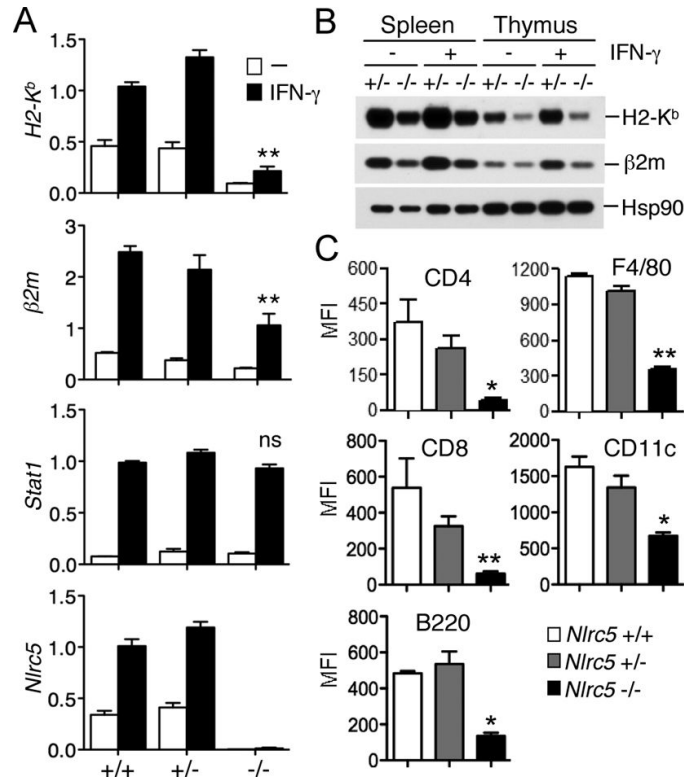 A
H2-Kᵇ
1.5
1.0
0.5
0.0
–
IFN-γ
**
β2m
3
2
1
0
**
Stat1
1.5
1.0
0.5
0.0
ns
Nlrc5
1.5
1.0
0.5
0.0
+/+ +/- -/-
B
Spleen Thymus
- + - + IFN-γ
+/- -/- +/- -/- +/- -/- +/- -/-
H2-Kᵇ
β2m
Hsp90
C
MFI
600
450
300
150
0
CD4
*
1200
900
600
300
0
F4/80
**
MFI
800
600
400
200
0
CD8
**
2000
1500
1000
500
0
CD11c
*
MFI
800
600
400
200
0
B220
*
Nlrc5 +/+
Nlrc5 +/-
Nlrc5 -/-